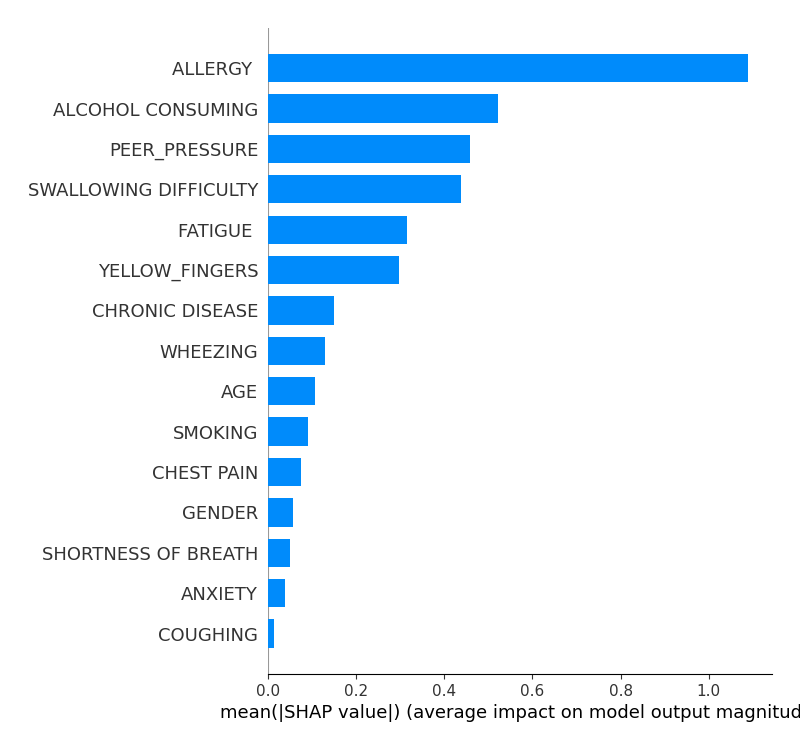 ALLERGY
ALCOHOL CONSUMING
PEER_PRESSURE
SWALLOWING DIFFICULTY
FATIGUE
YELLOW_FINGERS
CHRONIC DISEASE
WHEEZING
AGE
SMOKING
CHEST PAIN
GENDER
SHORTNESS OF BREATH
ANXIETY
COUGHING
0.0 0.2 0.4 0.6 0.8 1.0
mean(|SHAP value|) (average impact on model output magnitud